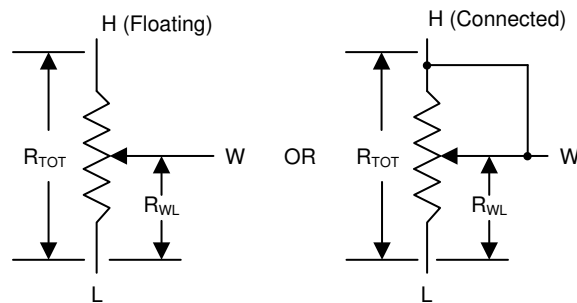 H (Floating)
R_TOT
W
R_WL
L
OR
H (Connected)
R_TOT
W
R_WL
L